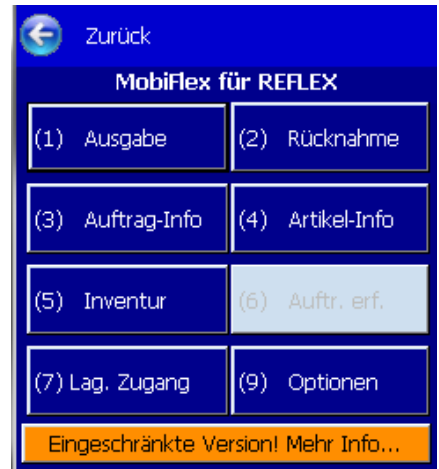 Zurück
MobiFlex für REFLEX
(1) Ausgabe
(2) Rücknahme
(3) Auftrag-Info
(4) Artikel-Info
(5) Inventur
(6) Auftr. erf.
(7) Lag. Zugang
(9) Optionen
Eingeschränkte Version! Mehr Info...